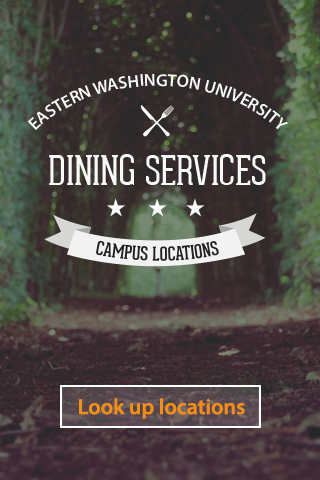 EASTERN WASHINGTON UNIVERSITY
DINING SERVICES
CAMPUS LOCATIONS
Look up locations